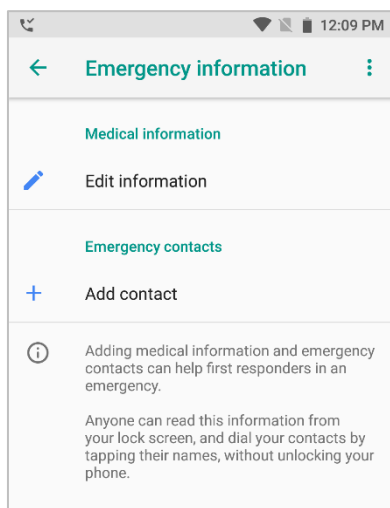 12:09 PM
Emergency information
Medical information
Edit information
Emergency contacts
Add contact
Adding medical information and emergency
contacts can help first responders in an
emergency.
Anyone can read this information from
your lock screen, and dial your contacts by
tapping their names, without unlocking your
phone.